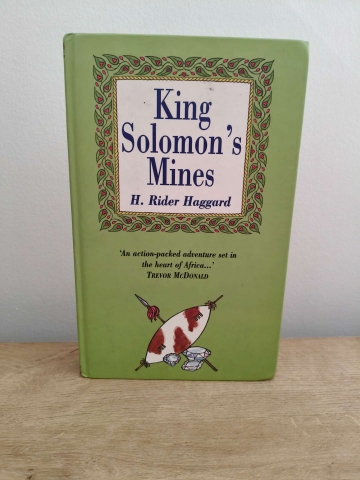 King
Solomon's
Mines
H. Rider Haggard
'An action-packed adventure set in
the heart of Africa...'
TREVOR MCDONALD